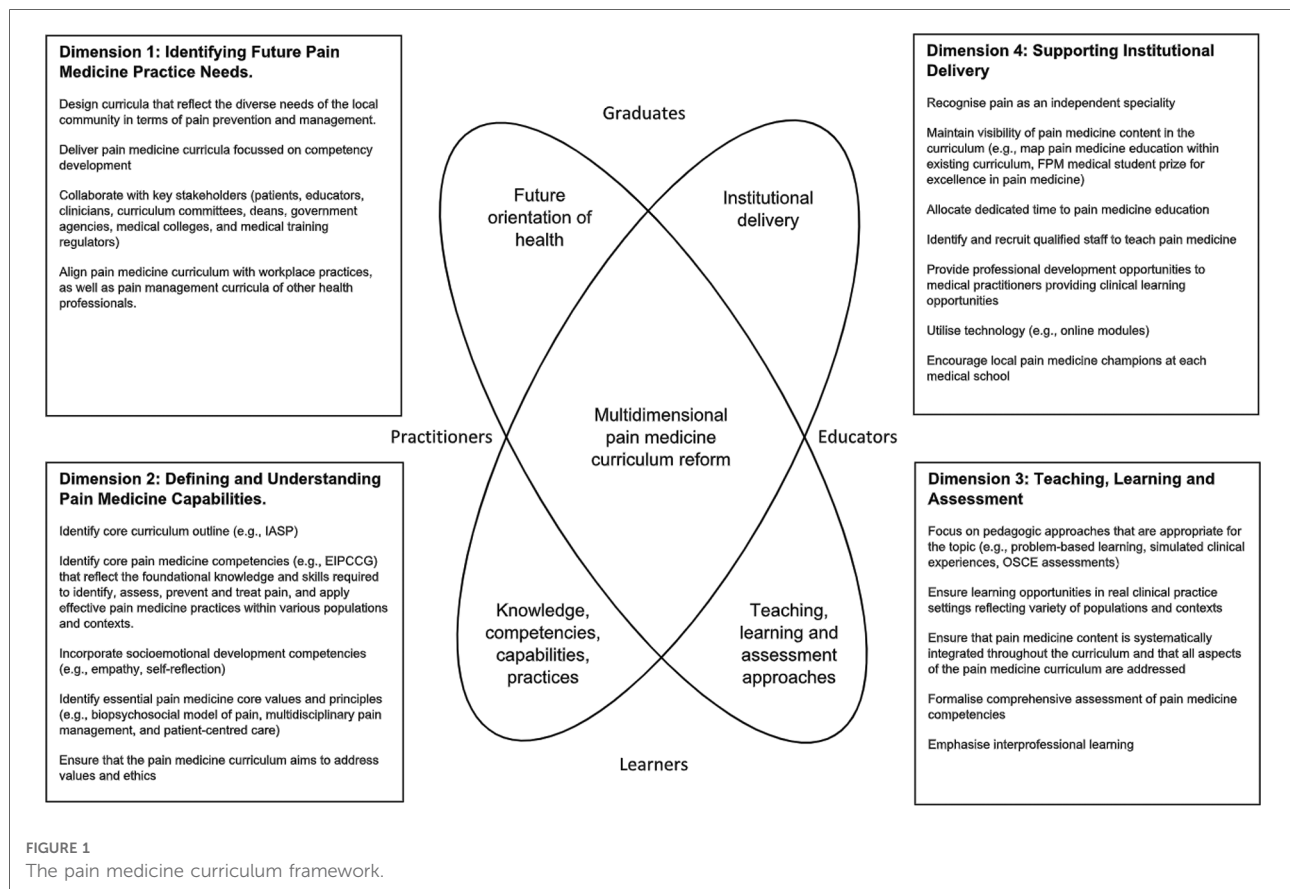 Dimension 1: Identifying Future Pain
Medicine Practice Needs.
Design curricula that reflect the diverse needs of the local
community in terms of pain prevention and management.
Deliver pain medicine curricula focussed on competency
development
Collaborate with key stakeholders (patients, educators,
clinicians, curriculum committees, deans, government
agencies, medical colleges, and medical training
regulators)
Align pain medicine curriculum with workplace practices,
as well as pain management curricula of other health
professionals.
Dimension 2: Defining and Understanding
Pain Medicine Capabilities.
Identify core curriculum outline (e.g., IASP)
Identify core pain medicine competencies (e.g., EIPCCG)
that reflect the foundational knowledge and skills required
to identify, assess, prevent and treat pain, and apply
effective pain medicine practices within various populations
and contexts.
Incorporate socioemotional development competencies
(e.g., empathy, self-reflection)
Identify essential pain medicine core values and principles
(e.g., biopsychosocial model of pain, multidisciplinary pain
management, and patient-centred care)
Ensure that the pain medicine curriculum aims to address
values and ethics
Graduates
Future
orientation of
health
Institutional
delivery
Practitioners
Multidimensional
pain medicine
curriculum reform
Educators
Knowledge,
competencies,
capabilities,
practices
Teaching,
learning and
assessment
approaches
Learners
Dimension 4: Supporting Institutional
Delivery
Recognise pain as an independent speciality
Maintain visibility of pain medicine content in the
curriculum (e.g., map pain medicine education within
existing curriculum, FPM medical student prize for
excellence in pain medicine)
Allocate dedicated time to pain medicine education
Identify and recruit qualified staff to teach pain medicine
Provide professional development opportunities to
medical practitioners providing clinical learning
opportunities
Utilise technology (e.g., online modules)
Encourage local pain medicine champions at each
medical school
Dimension 3: Teaching, Learning and
Assessment
Focus on pedagogic approaches that are appropriate for
the topic (e.g., problem-based learning, simulated clinical
experiences, OSCE assessments)
Ensure learning opportunities in real clinical practice
settings reflecting variety of populations and contexts
Ensure that pain medicine content is systematically
integrated throughout the curriculum and that all aspects
of the pain medicine curriculum are addressed
Formalise comprehensive assessment of pain medicine
competencies
Emphasise interprofessional learning
FIGURE 1
The pain medicine curriculum framework.